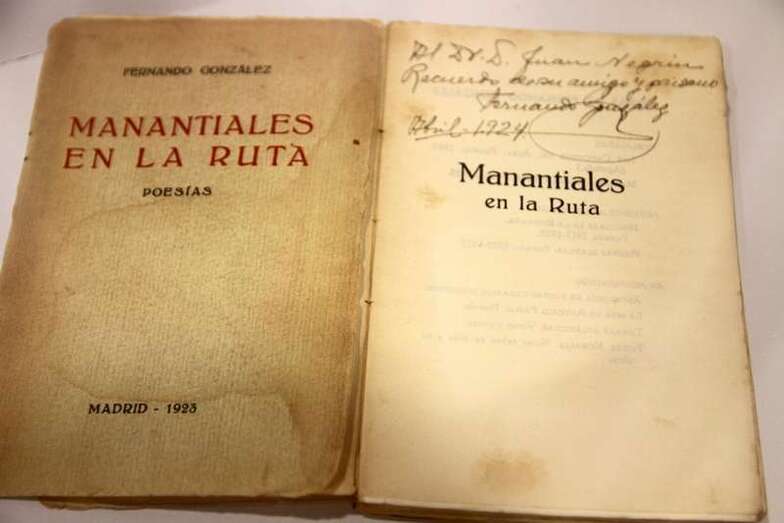 FERNANDO GONZÁLEZ
MANANTIALES
EN LA RUTA
POESÍAS
MADRID - 1923
Al Dr. D. Juan Negrín
Recuerdo de su amigo y paisano
Fernando González
Abril-1924
Manantiales
en la Ruta